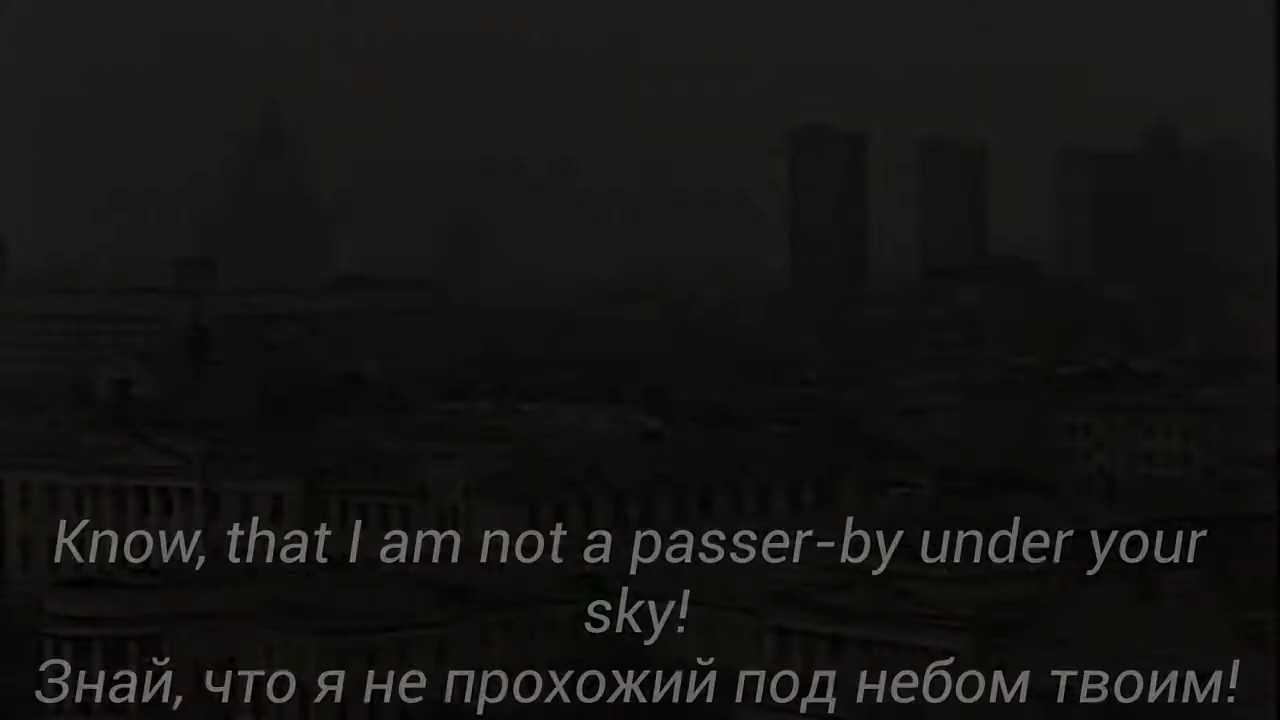 Know, that I am not a passer-by under your
sky!
Знай, что я не прохожий под небом твоим!